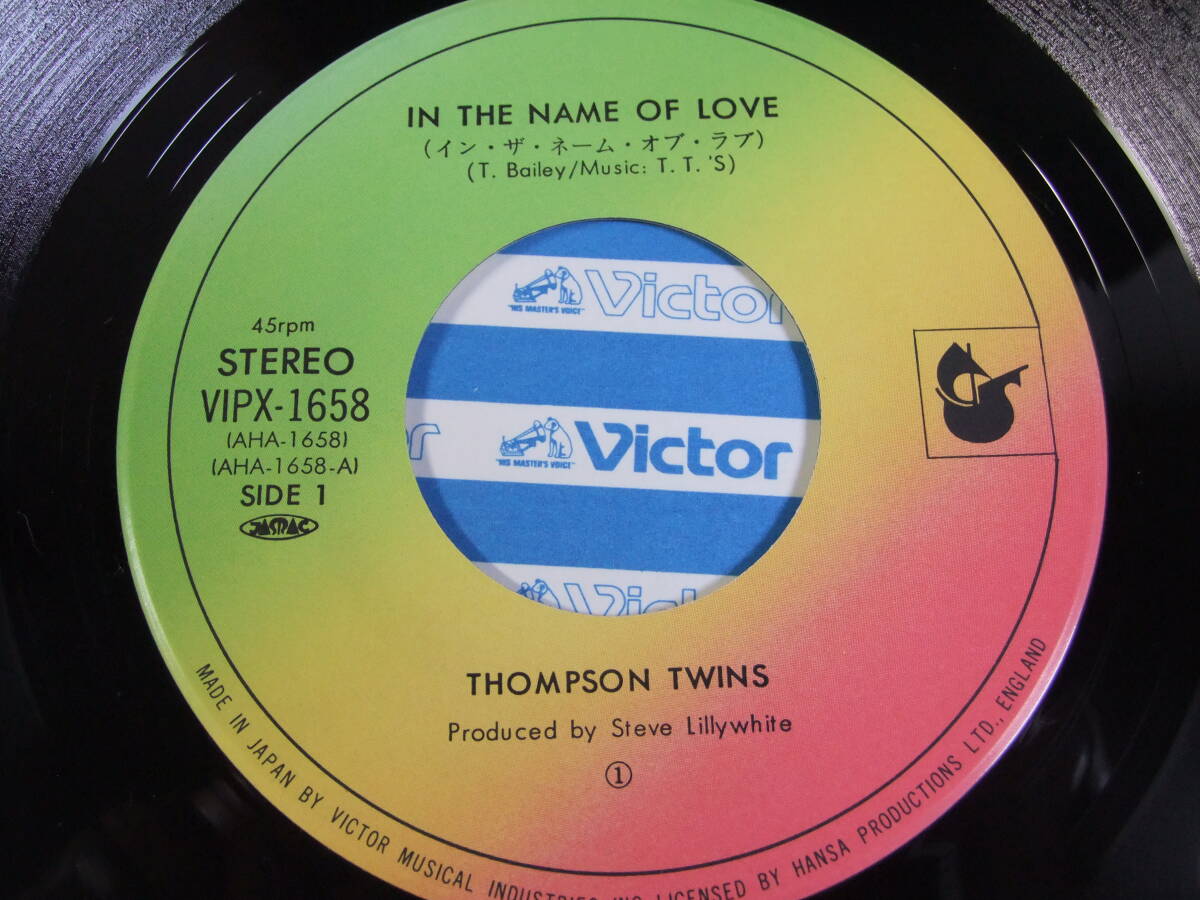 IN THE NAME OF LOVE
(イン・ザ・ネーム・オブ・ラブ)
(T. Bailey/Music: T. T. 'S)
"HIS MASTER'S VOICE"
Victor
45rpm
STEREO
VIPX-1658
(AHA-1658)
(AHA-1658-A)
SIDE 1
JASRAC
"HIS MASTER'S VOICE"
Victor
THOMPSON TWINS
Produced by Steve Lillywhite
①
MADE IN JAPAN BY VICTOR MUSICAL INDUSTRIES INC. LICENSED BY HANSA PRODUCTIONS LTD., ENGLAND